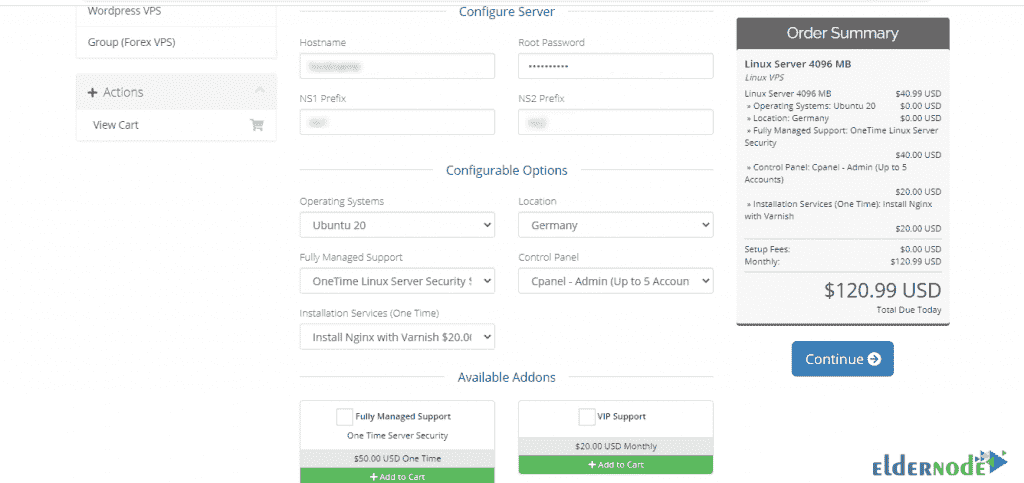 Wordpress VPS
Group (Forex VPS)
Actions
View Cart
Configure Server
Hostname
Root Password
••••••••••
NS1 Prefix
NS2 Prefix
Configurable Options
Operating Systems
Location
Ubuntu 20
Germany
Fully Managed Support
Control Panel
OneTime Linux Server Security
Cpanel - Admin (Up to 5 Accoun
Installation Services (One Time)
Install Nginx with Varnish $20.0
Available Addons
Fully Managed Support
One Time Server Security
$50.00 USD One Time
+ Add to Cart
VIP Support
$20.00 USD Monthly
+ Add to Cart
Order Summary
Linux Server 4096 MB
Linux VPS
Linux Server 4096 MB $40.99 USD
» Operating Systems: Ubuntu 20 $0.00 USD
» Location: Germany $0.00 USD
» Fully Managed Support: OneTime Linux Server
Security
$40.00 USD
» Control Panel: Cpanel - Admin (Up to 5
Accounts)
$20.00 USD
» Installation Services (One Time): Install Nginx
with Varnish
$20.00 USD
Setup Fees: $0.00 USD
Monthly: $120.99 USD
$120.99 USD
Total Due Today
Continue
ELDERNODE